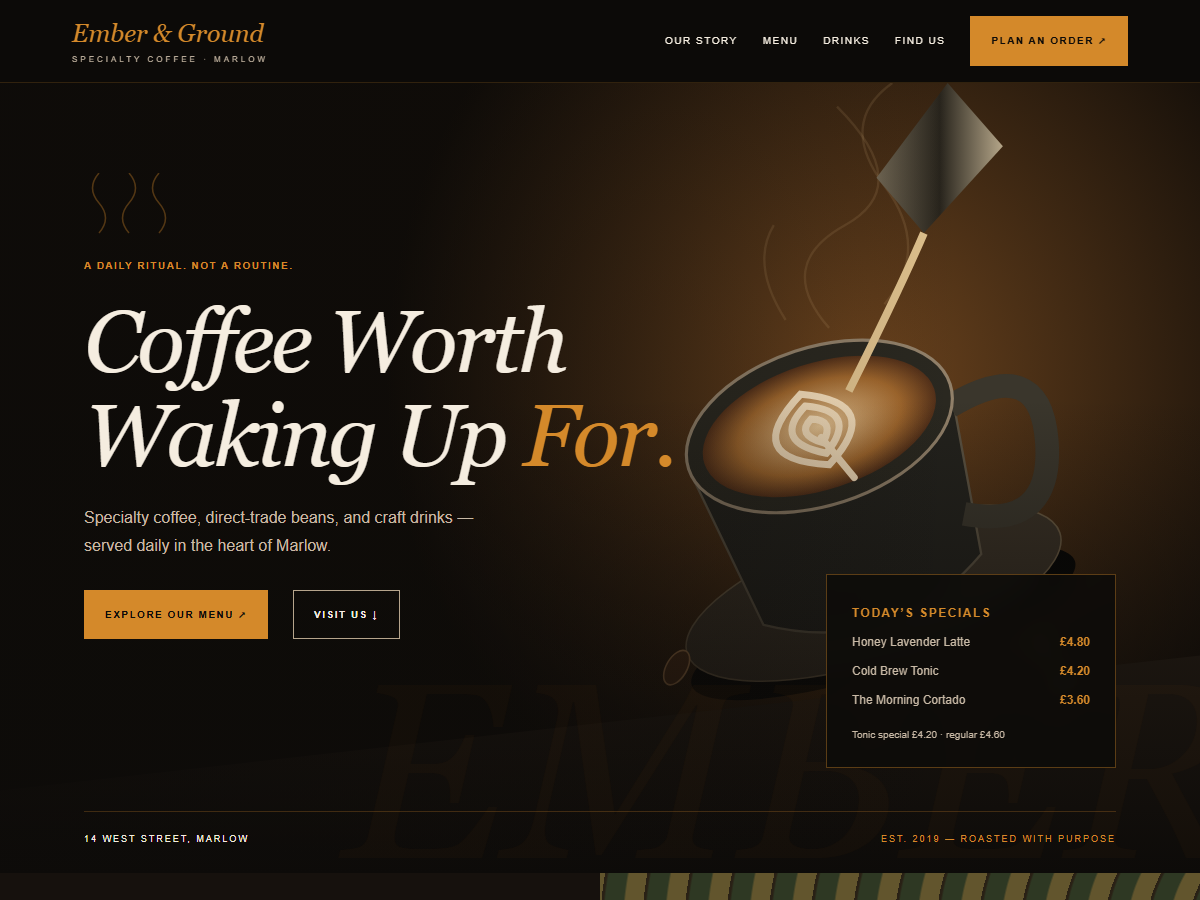 Ember & Ground
SPECIALTY COFFEE · MARLOW
OUR STORY
MENU
DRINKS
FIND US
PLAN AN ORDER ↗
A DAILY RITUAL. NOT A ROUTINE.
Coffee Worth
Waking Up For.
Specialty coffee, direct-trade beans, and craft drinks —
served daily in the heart of Marlow.
EXPLORE OUR MENU ↗
VISIT US ↓
TODAY’S SPECIALS
Honey Lavender Latte £4.80
Cold Brew Tonic £4.20
The Morning Cortado £3.60
Tonic special £4.20 · regular £4.60
EMBER
14 WEST STREET, MARLOW
EST. 2019 — ROASTED WITH PURPOSE